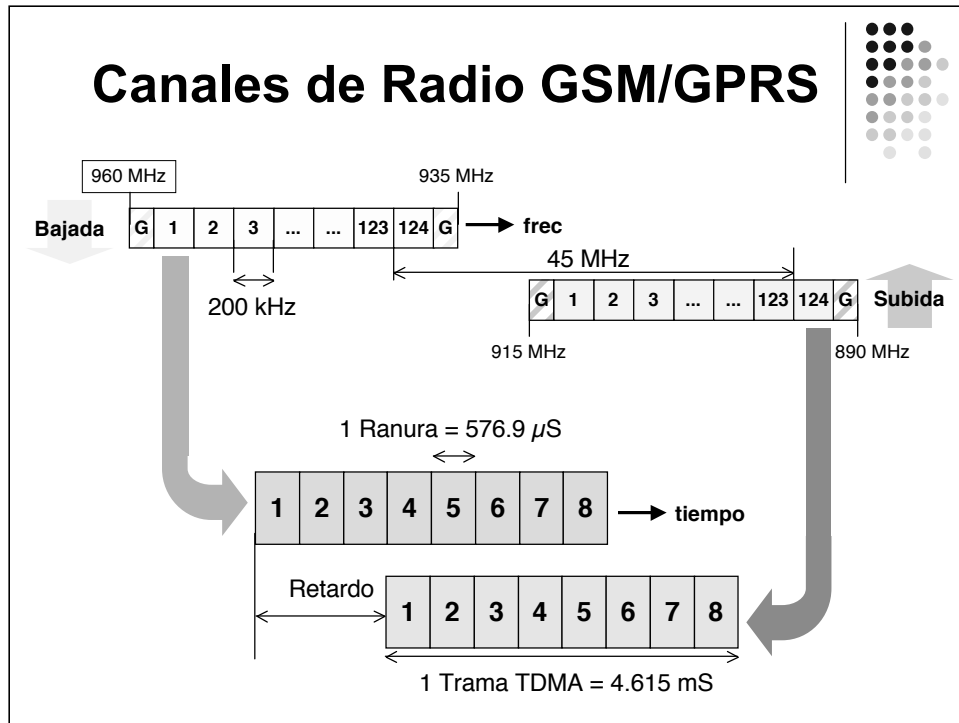 Canales de Radio GSM/GPRS
960 MHz 935 MHz
Bajada G 1 2 3 ... ... 123 124 G frec
45 MHz
200 kHz
G 1 2 3 ... ... 123 124 G Subida
915 MHz 890 MHz
1 Ranura = 576.9 µS
1 2 3 4 5 6 7 8 tiempo
Retardo
1 2 3 4 5 6 7 8
1 Trama TDMA = 4.615 mS